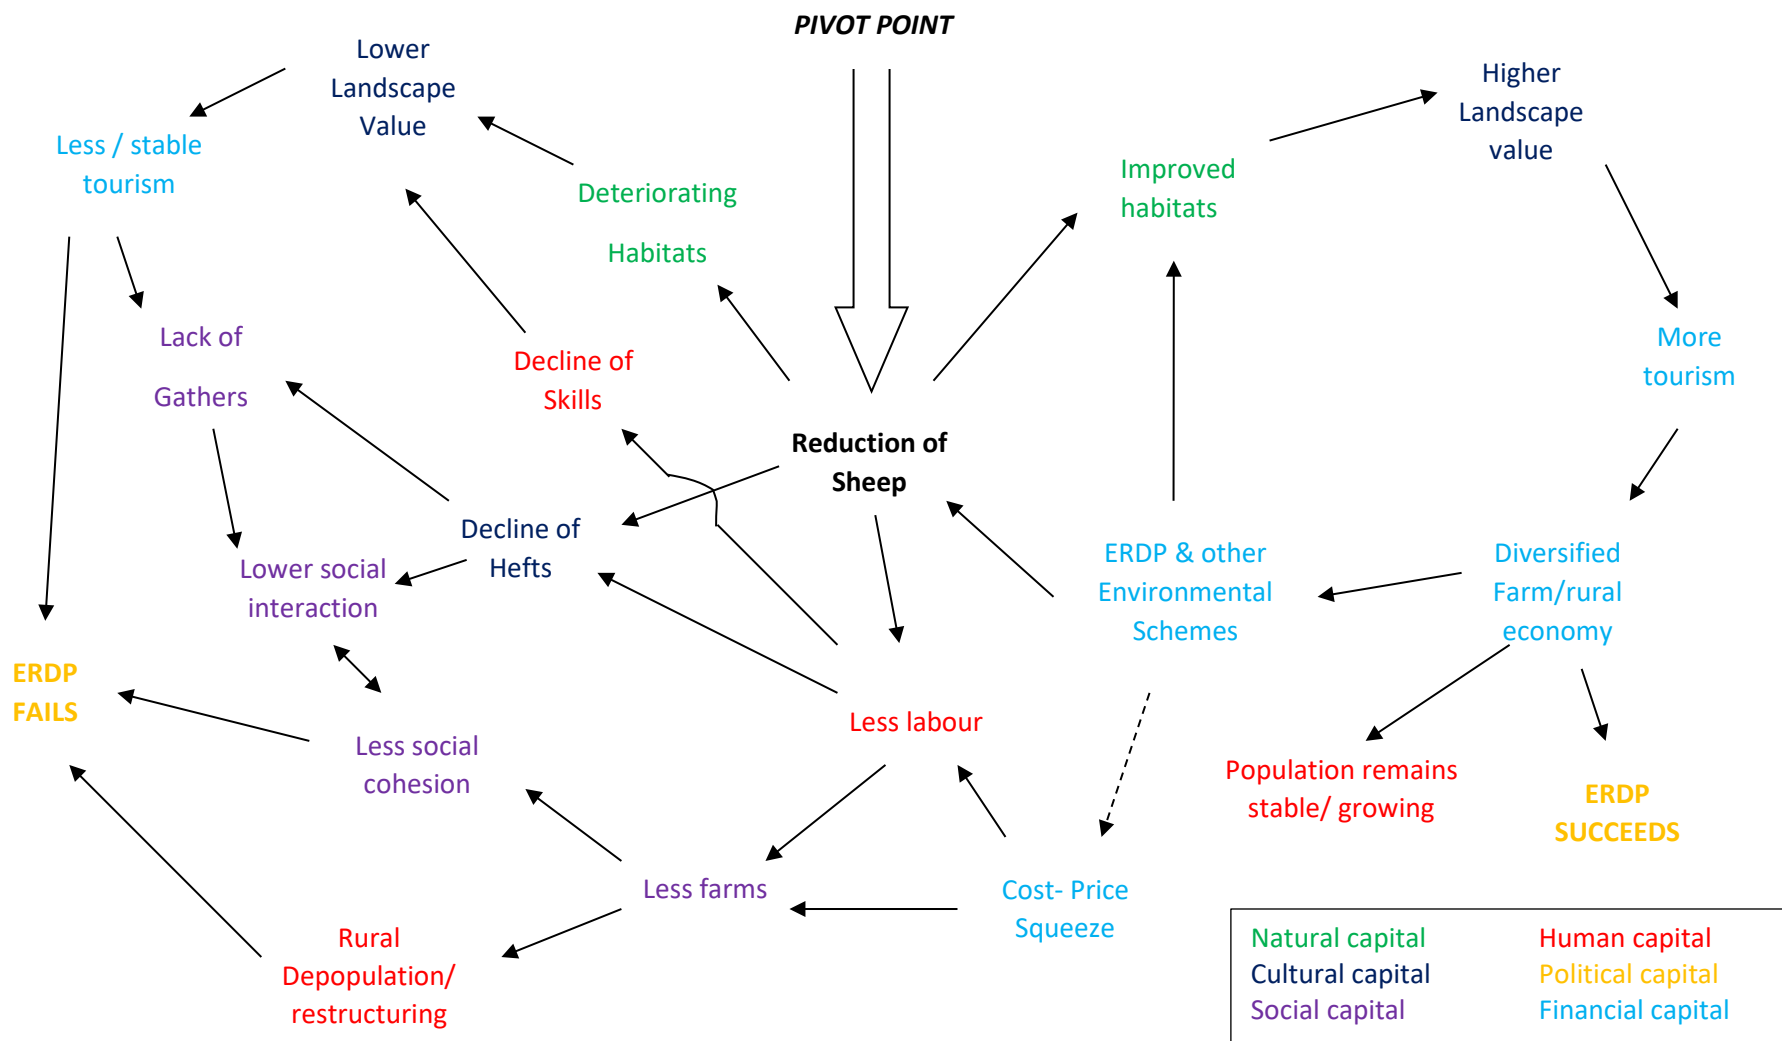 PIVOT POINT
Lower
Landscape
Value
Higher
Landscape
value
Less / stable
tourism
Deteriorating
Habitats
Improved
habitats
Lack of
Gathers
Decline of
Skills
More
tourism
Reduction of
Sheep
Decline of
Hefts
Lower social
interaction
ERDP & other
Environmental
Schemes
Diversified
Farm/rural
economy
ERDP
FAILS
Less social
cohesion
Less labour
Population remains
stable/ growing
ERDP
SUCCEEDS
Less farms
Cost- Price
Squeeze
Rural
Depopulation/
restructuring
Natural capital
Human capital
Cultural capital
Political capital
Social capital
Financial capital